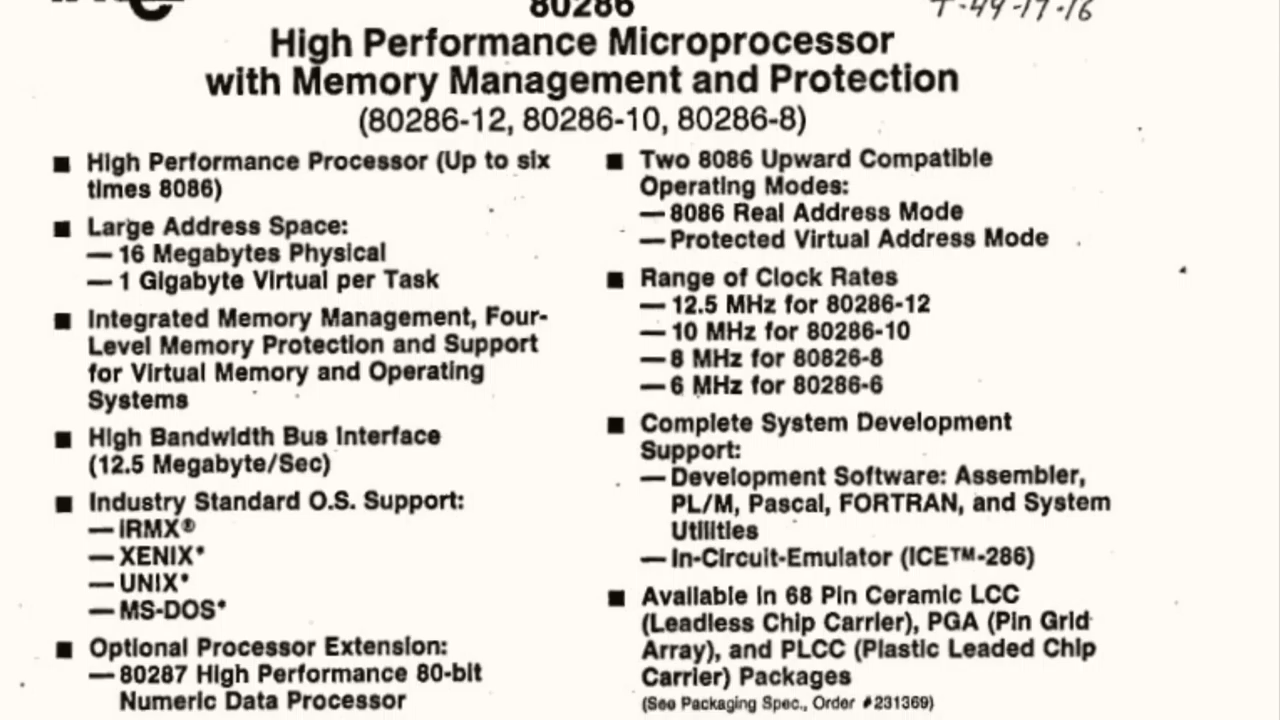 80286
T-49-17-16
High Performance Microprocessor
with Memory Management and Protection
(80286-12, 80286-10, 80286-8)
■ High Performance Processor (Up to six
times 8086)
■ Large Address Space:
— 16 Megabytes Physical
— 1 Gigabyte Virtual per Task
■ Integrated Memory Management, Four-
Level Memory Protection and Support
for Virtual Memory and Operating
Systems
■ High Bandwidth Bus Interface
(12.5 Megabyte/Sec)
■ Industry Standard O.S. Support:
— iRMX®
— XENIX*
— UNIX*
— MS-DOS*
■ Optional Processor Extension:
— 80287 High Performance 80-bit
Numeric Data Processor
■ Two 8086 Upward Compatible
Operating Modes:
— 8086 Real Address Mode
— Protected Virtual Address Mode
■ Range of Clock Rates
— 12.5 MHz for 80286-12
— 10 MHz for 80286-10
— 8 MHz for 80826-8
— 6 MHz for 80286-6
■ Complete System Development
Support:
— Development Software: Assembler,
PL/M, Pascal, FORTRAN, and System
Utilities
— In-Circuit-Emulator (ICE™-286)
■ Available in 68 Pin Ceramic LCC
(Leadless Chip Carrier), PGA (Pin Grid
Array), and PLCC (Plastic Leaded Chip
Carrier) Packages
(See Packaging Spec., Order #231369)